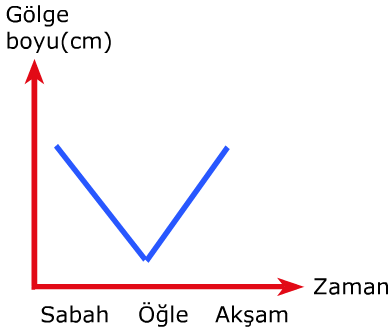 Gölge
boyu(cm)
Zaman
Sabah Öğle Akşam